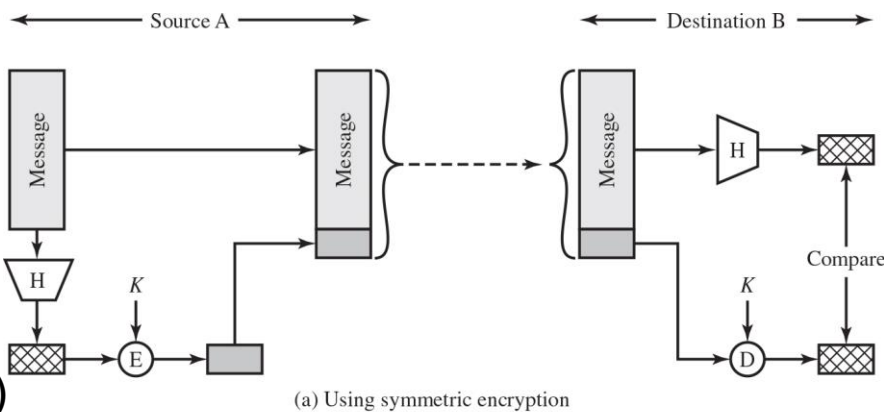 Source A
Destination B
Message
Message
Message
H
H
Compare
K
K
E
D
)
(a) Using symmetric encryption